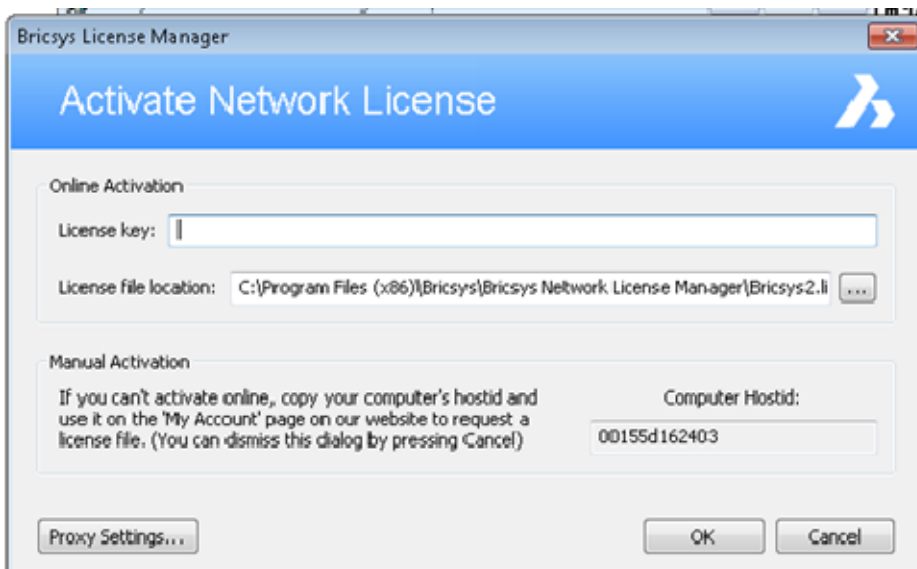 Bricsys License Manager
Activate Network License
Online Activation
License key:
License file location: C:\Program Files (x86)\Bricsys\Bricsys Network License Manager\Bricsys2.li ...
Manual Activation
If you can't activate online, copy your computer's hostid and
use it on the 'My Account' page on our website to request a
license file. (You can dismiss this dialog by pressing Cancel)
Computer Hostid:
00155d162403
Proxy Settings... OK Cancel